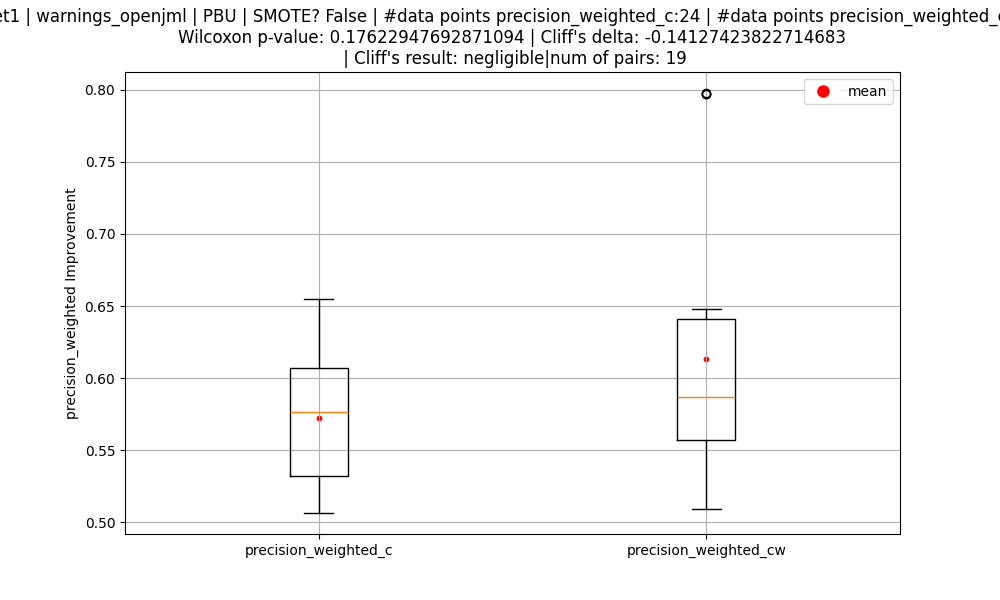 et1 | warnings_openjml | PBU | SMOTE? False | #data points precision_weighted_c:24 | #data points precision_weighted_c
Wilcoxon p-value: 0.17622947692871094 | Cliff's delta: -0.14127423822714683
| Cliff's result: negligible|num of pairs: 19
mean
0.80
0.75
0.70
0.65
0.60
0.55
0.50
precision_weighted Improvement
precision_weighted_c
precision_weighted_cw